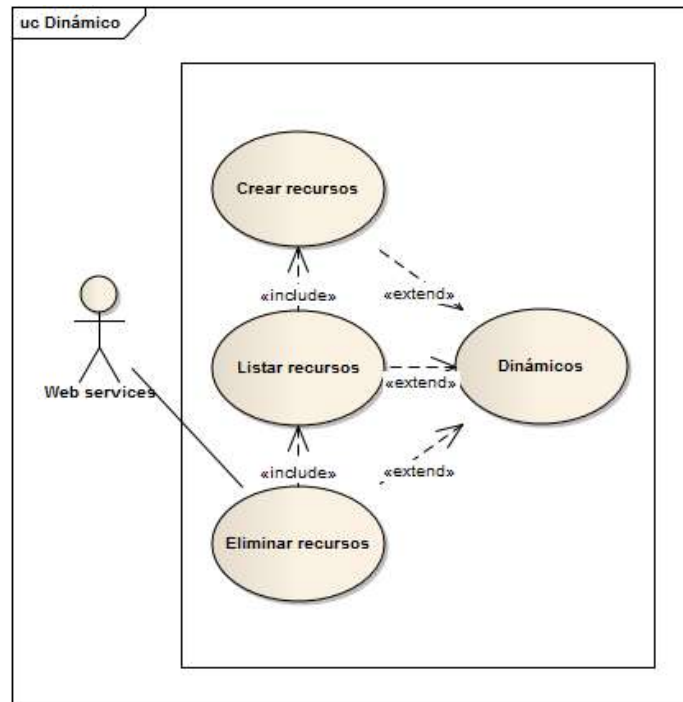 uc Dinámico
Crear recursos
«include»
«extend»
Web services
Listar recursos
«extend»
Dinámicos
«include»
«extend»
Eliminar recursos